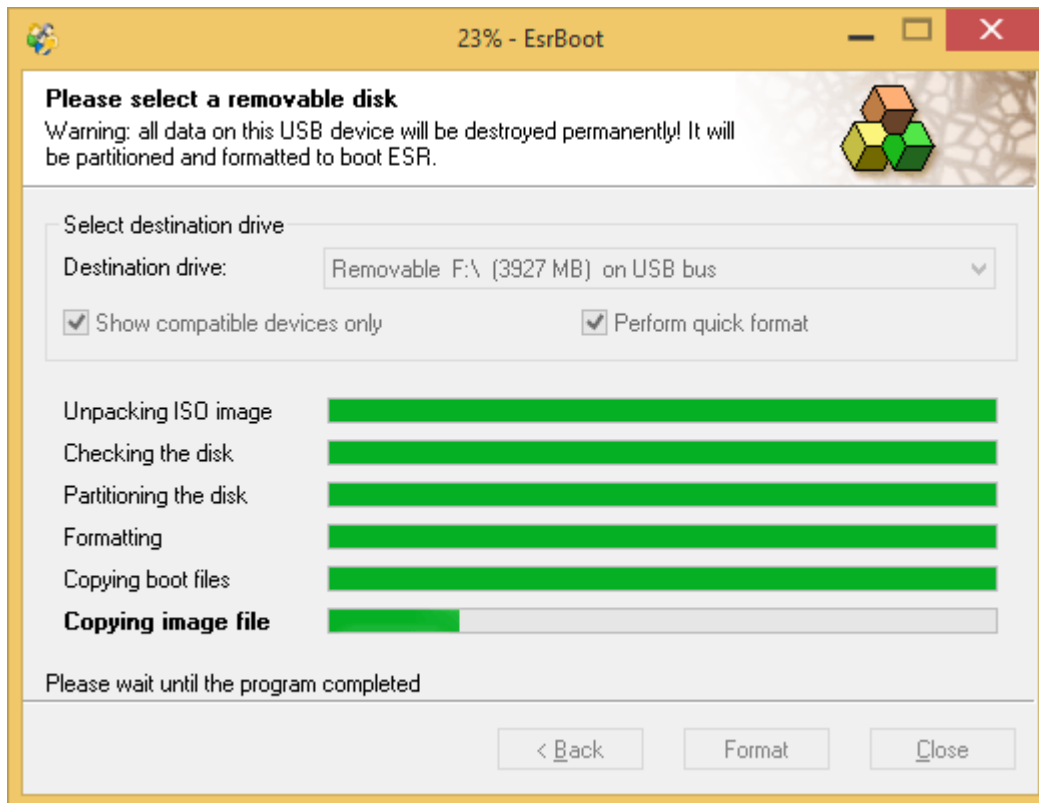 23% - EsrBoot
Please select a removable disk
Warning: all data on this USB device will be destroyed permanently! It will
be partitioned and formatted to boot ESR.
Select destination drive
Destination drive:
Removable F:\ (3927 MB) on USB bus
Show compatible devices only
Perform quick format
Unpacking ISO image
Checking the disk
Partitioning the disk
Formatting
Copying boot files
Copying image file
Please wait until the program completed
< Back
Format
Close